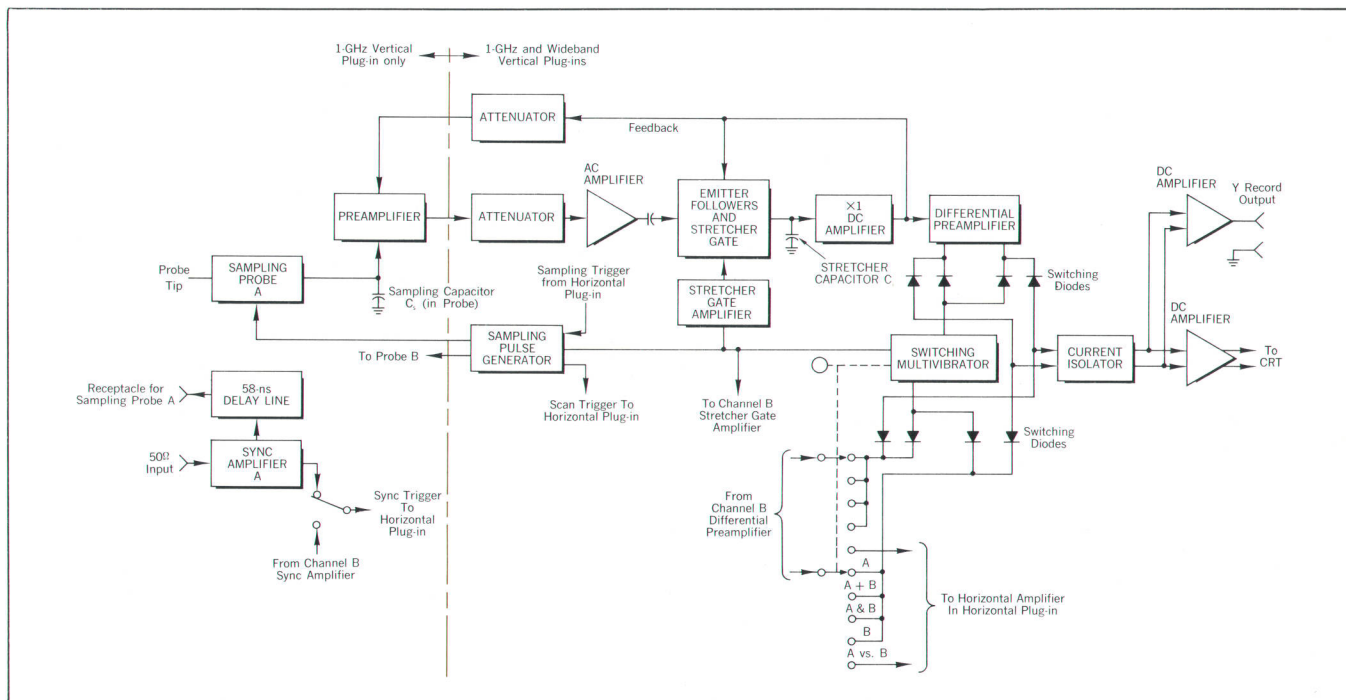 1-GHz Vertical
Plug-in only
1-GHz and Wideband
Vertical Plug-ins
ATTENUATOR
Feedback
AC
AMPLIFIER
PREAMPLIFIER
ATTENUATOR
EMITTER
FOLLOWERS
AND
STRETCHER
GATE
×1
DC
AMPLIFIER
DIFFERENTIAL
PREAMPLIFIER
DC
AMPLIFIER
Y Record
Output
STRETCHER
CAPACITOR C
Switching
Diodes
Probe
Tip
SAMPLING
PROBE
A
Sampling Capacitor
Cs (in Probe)
Sampling Trigger
from Horizontal
Plug-in
STRETCHER
GATE
AMPLIFIER
DC
AMPLIFIER
To Probe B
SAMPLING
PULSE
GENERATOR
SWITCHING
MULTIVIBRATOR
CURRENT
ISOLATOR
To
CRT
Receptacle for
Sampling Probe A
58-ns
DELAY LINE
Scan Trigger To
Horizontal Plug-in
To Channel B
Stretcher Gate
Amplifier
Switching
Diodes
50Ω
Input
SYNC
AMPLIFIER
A
Sync Trigger
To
Horizontal
Plug-in
From Channel B
Sync Amplifier
From
Channel B
Differential
Preamplifier
A
A + B
A & B
B
A vs. B
To Horizontal Amplifier
In Horizontal Plug-in